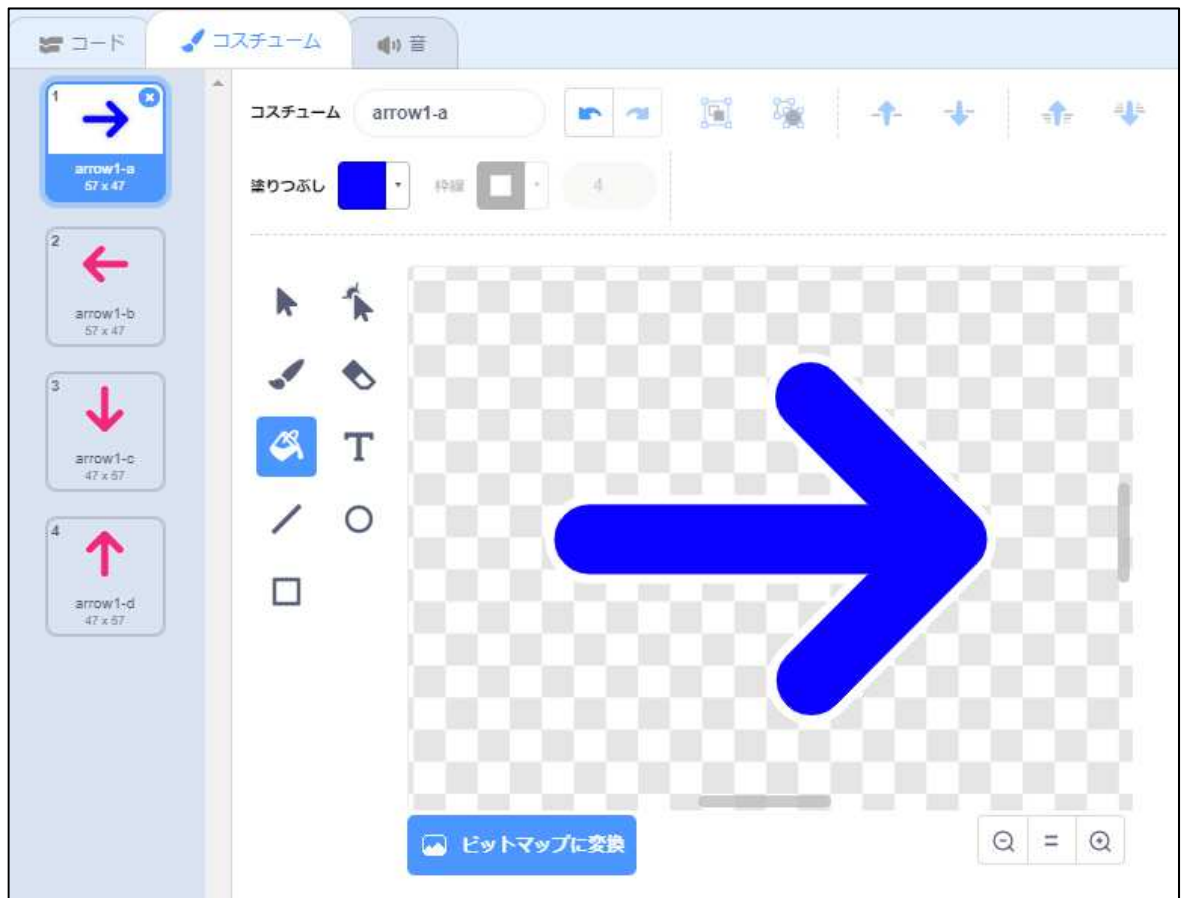 コード
コスチューム
音
1
arrow1-a
57 x 47
2
arrow1-b
57 x 47
3
arrow1-c
47 x 57
4
arrow1-d
47 x 57
コスチューム
arrow1-a
塗りつぶし
枠線
4
T
ビットマップに変換